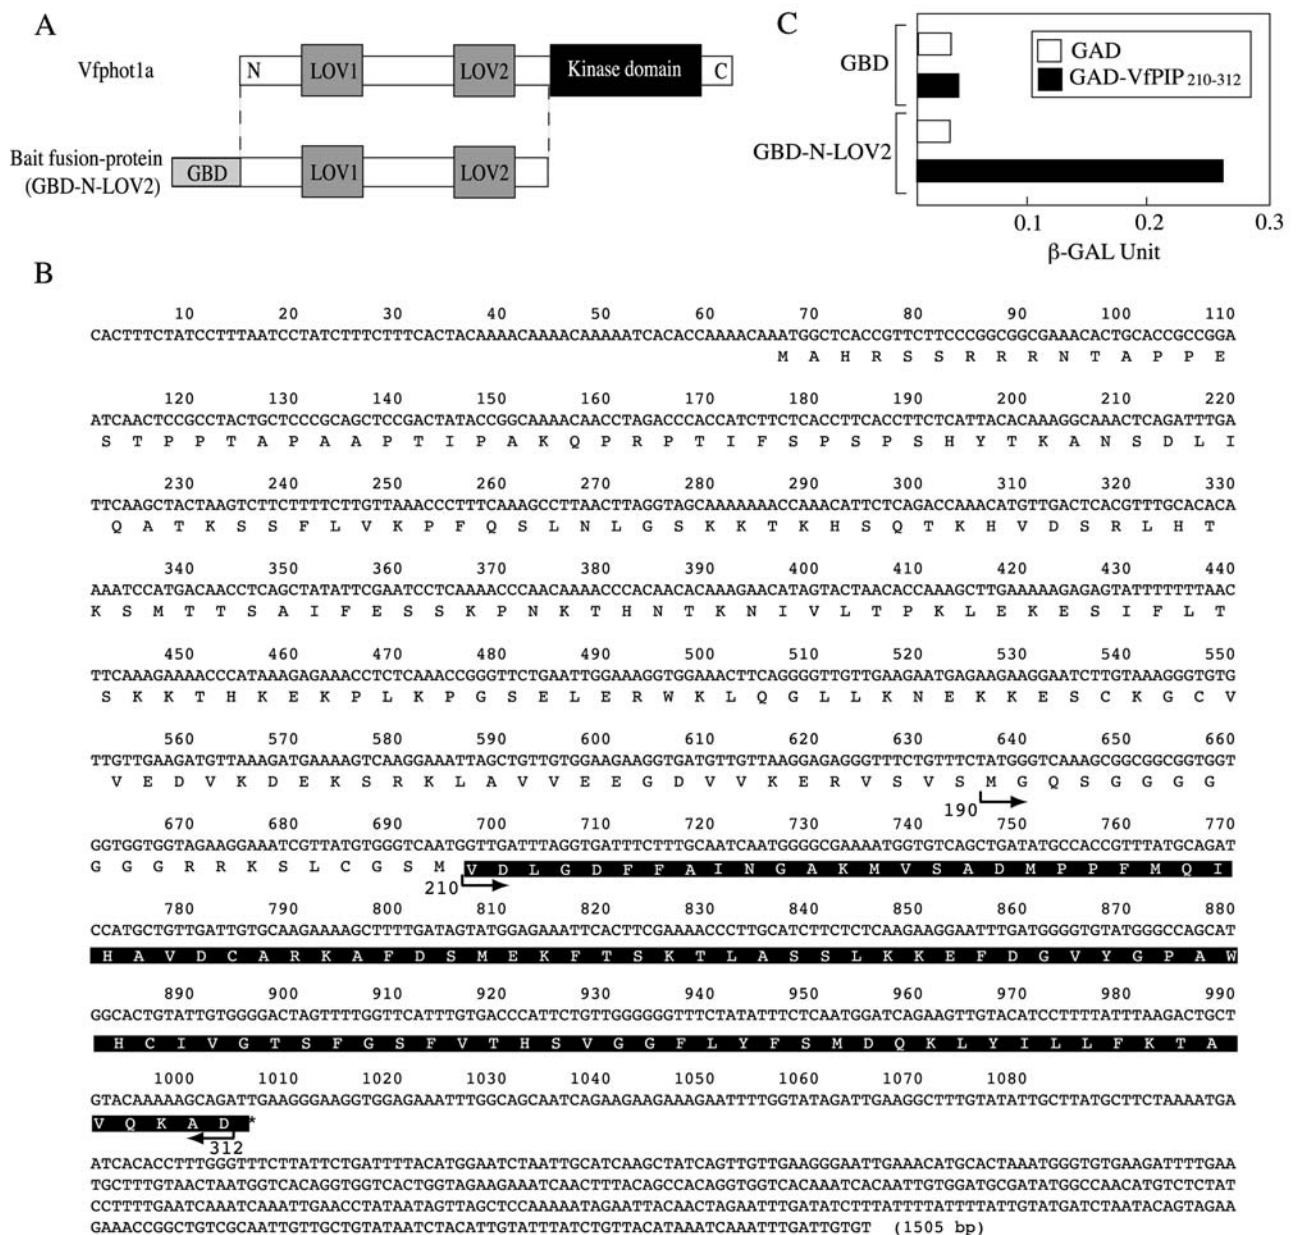 A
Vfphot1a
N
LOV1
LOV2
Kinase domain
C
Bait fusion-protein
(GBD-N-LOV2)
GBD
LOV1
LOV2
C
GBD
GBD-N-LOV2
GAD
GAD-VfPIP 210-312
0.1 0.2 0.3
β-GAL Unit
B
10 20 30 40 50 60 70 80 90 100 110
CACTTTCTATCCTTTAATCCTATCTTTCTTTCACTACAAAACAAAACAAAAATCACACCAAAACAAATGGCTCACCGTTCTTCCCGGCGGCGAAACACTGCACCGCCGGA
M A H R S S R R R N T A P P E
120 130 140 150 160 170 180 190 200 210 220
ATCAACTCCGCCTACTGCTCCCGCAGCTCCGACTATACCGGCAAAACAACCTAGACCCACCATCTTCTCACCTTCACCTTCTCATTACACAAAGGCAAACTCAGATTTGA
S T P P T A P A A P T I P A K Q P R P T I F S P S P S H Y T K A N S D L I
230 240 250 260 270 280 290 300 310 320 330
TTCAAGCTACTAAGTCTTCTTTTCTTGTTAAACCCTTTCAAAGCCTTAACTTAGGTAGCAAAAAAACCAAACATTCTCAGACCAAACATGTTGACTCACGTTTGCACACA
Q A T K S S F L V K P F Q S L N L G S K K T K H S Q T K H V D S R L H T
340 350 360 370 380 390 400 410 420 430 440
AAATCCATGACAACCTCAGCTATATTCGAATCCTCAAAACCCAACAAAACCCACAACACAAAGAACATAGTACTAACACCAAAGCTTGAAAAAGAGAGTATTTTTTTAAC
K S M T T S A I F E S S K P N K T H N T K N I V L T P K L E K E S I F L T
450 460 470 480 490 500 510 520 530 540 550
TTCAAAGAAAACCCATAAAGAGAAACCTCTCAAACCGGGTTCTGAATTGGAAAGGTGGAAACTTCAGGGGTTGTTGAAGAATGAGAAGAAGGAATCTTGTAAAGGGTGTG
S K K T H K E K P L K P G S E L E R W K L Q G L L K N E K K E S C K G C V
560 570 580 590 600 610 620 630 640 650 660
TTGTTGAAGATGTTAAAGATGAAAAGTCAAGGAAATTAGCTGTTGTGGAAGAAGGTGATGTTGTTAAGGAGAGGGTTTCTGTTTCTATGGGTCAAAGCGGCGGCGGTGGT
V E D V K D E K S R K L A V V E E G D V V K E R V S V S M G Q S G G G G
190
670 680 690 700 710 720 730 740 750 760 770
GGTGGTGGTAGAAGGAAATCGTTATGTGGGTCAATGGTTGATTTAGGTGATTTCTTTGCAATCAATGGGGCGAAAATGGTGTCAGCTGATATGCCACCGTTTATGCAGAT
G G G R R K S L C G S M V D L G D F F A I N G A K M V S A D M P P F M Q I
210
780 790 800 810 820 830 840 850 860 870 880
CCATGCTGTTGATTGTGCAAGAAAAGCTTTTGATAGTATGGAGAAATTCACTTCGAAAACCCTTGCATCTTCTCTCAAGAAGGAATTTGATGGGGTGTATGGGCCAGCAT
H A V D C A R K A F D S M E K F T S K T L A S S L K K E F D G V Y G P A W
890 900 910 920 930 940 950 960 970 980 990
GGCACTGTATTGTGGGGACTAGTTTTGGTTCATTTGTGACCCATTCTGTTGGGGGGTTTCTATATTTCTCAATGGATCAGAAGTTGTACATCCTTTTATTTAAGACTGCT
H C I V G T S F G S F V T H S V G G F L Y F S M D Q K L Y I L L F K T A
1000 1010 1020 1030 1040 1050 1060 1070 1080
GTACAAAAAGCAGATTGAAGGGAAGGTGGAGAAATTTGGCAGCAATCAGAAGAAGAAAGAATTTTGGTATAGATTGAAGGCTTTGTATATTGCTTATGCTTCTAAAATGA
V Q K A D *
312
ATCACACCTTTGGGTTTCTTATTCTGATTTTACATGGAATCTAATTGCATCAAGCTATCAGTTGTTGAAGGGAATTGAAACATGCACTAAATGGGTGTGAAGATTTTGAA
TGCTTTGTAACTAATGGTCACAGGTGGTCACTGGTAGAAGAAATCAACTTTACAGCCACAGGTGGTCACAAATCACAATTGTGGATGCGATATGGCCAACATGTCTCTAT
CCTTTTGAATCAAATCAAATTGAACCTATAATAGTTAGCTCCAAAAATAGAATTACAACTAGAATTTGATATCTTTATTTTATTTTATTGTATGATCTAATACAGTAGAA
GAAACCGGCTGTCGCAATTGTTGCTGTATAATCTACATTGTATTTATCTGTTACATAAATCAAATTTGATTGTGT (1505 bp)